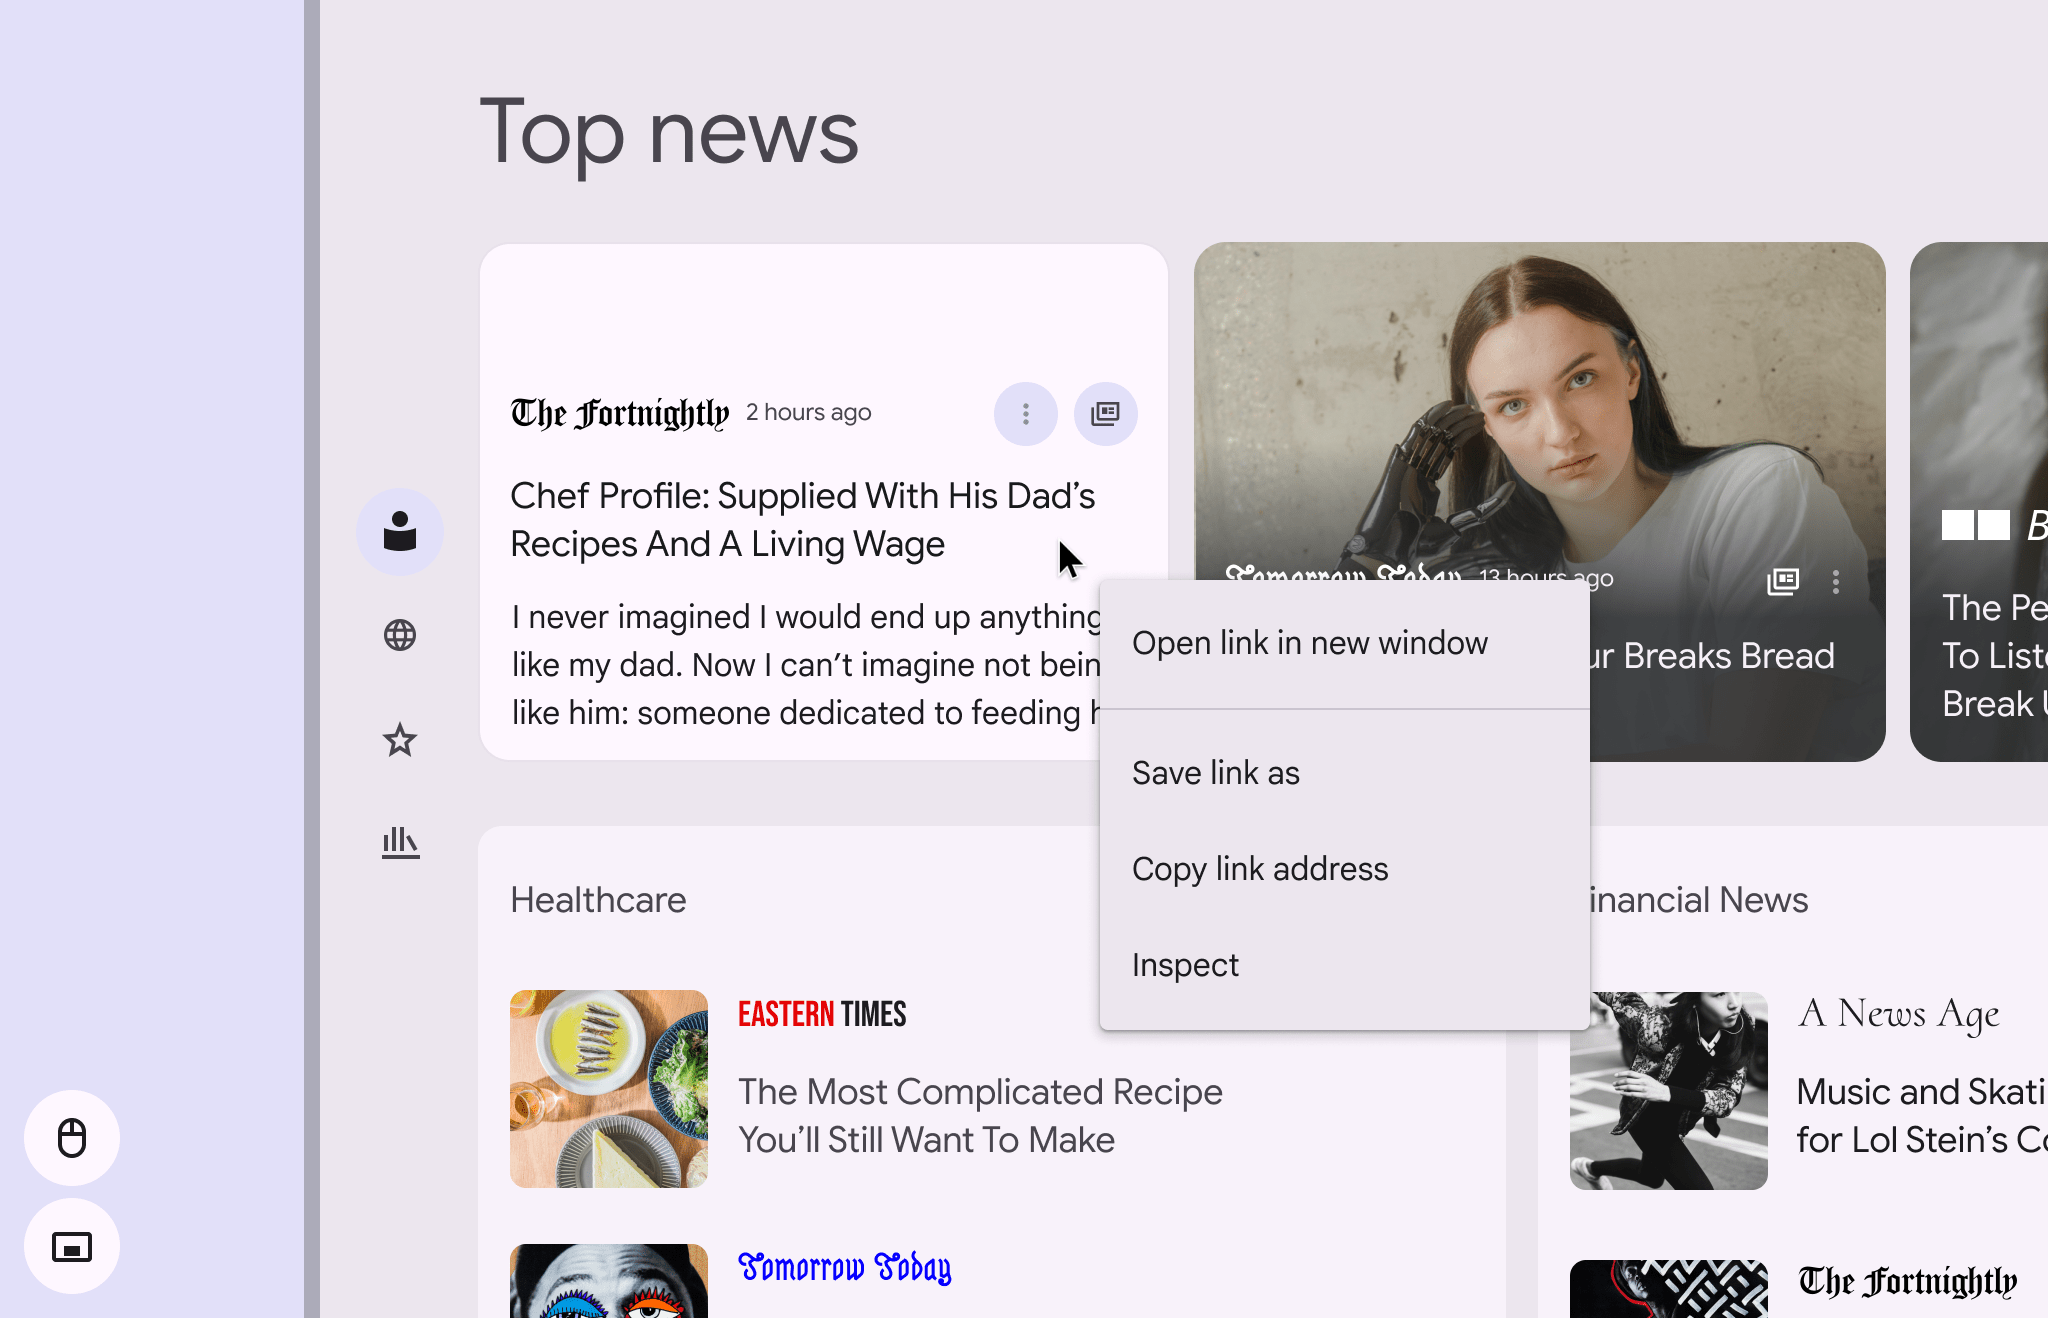 Top news
The Fortnightly 2 hours ago
Chef Profile: Supplied With His Dad's
Recipes And A Living Wage
I never imagined I would end up anything
like my dad. Now I can't imagine not bein
like him: someone dedicated to feeding h
Tomorrow Today 13 hours ago
ur Breaks Bread
B
The Pe
To Liste
Break U
Open link in new window
Save link as
Copy link address
Inspect
Healthcare
EASTERN TIMES
The Most Complicated Recipe
You'll Still Want To Make
Tomorrow Today
inancial News
A News Age
Music and Skati
for Lol Stein's Co
The Fortnightly